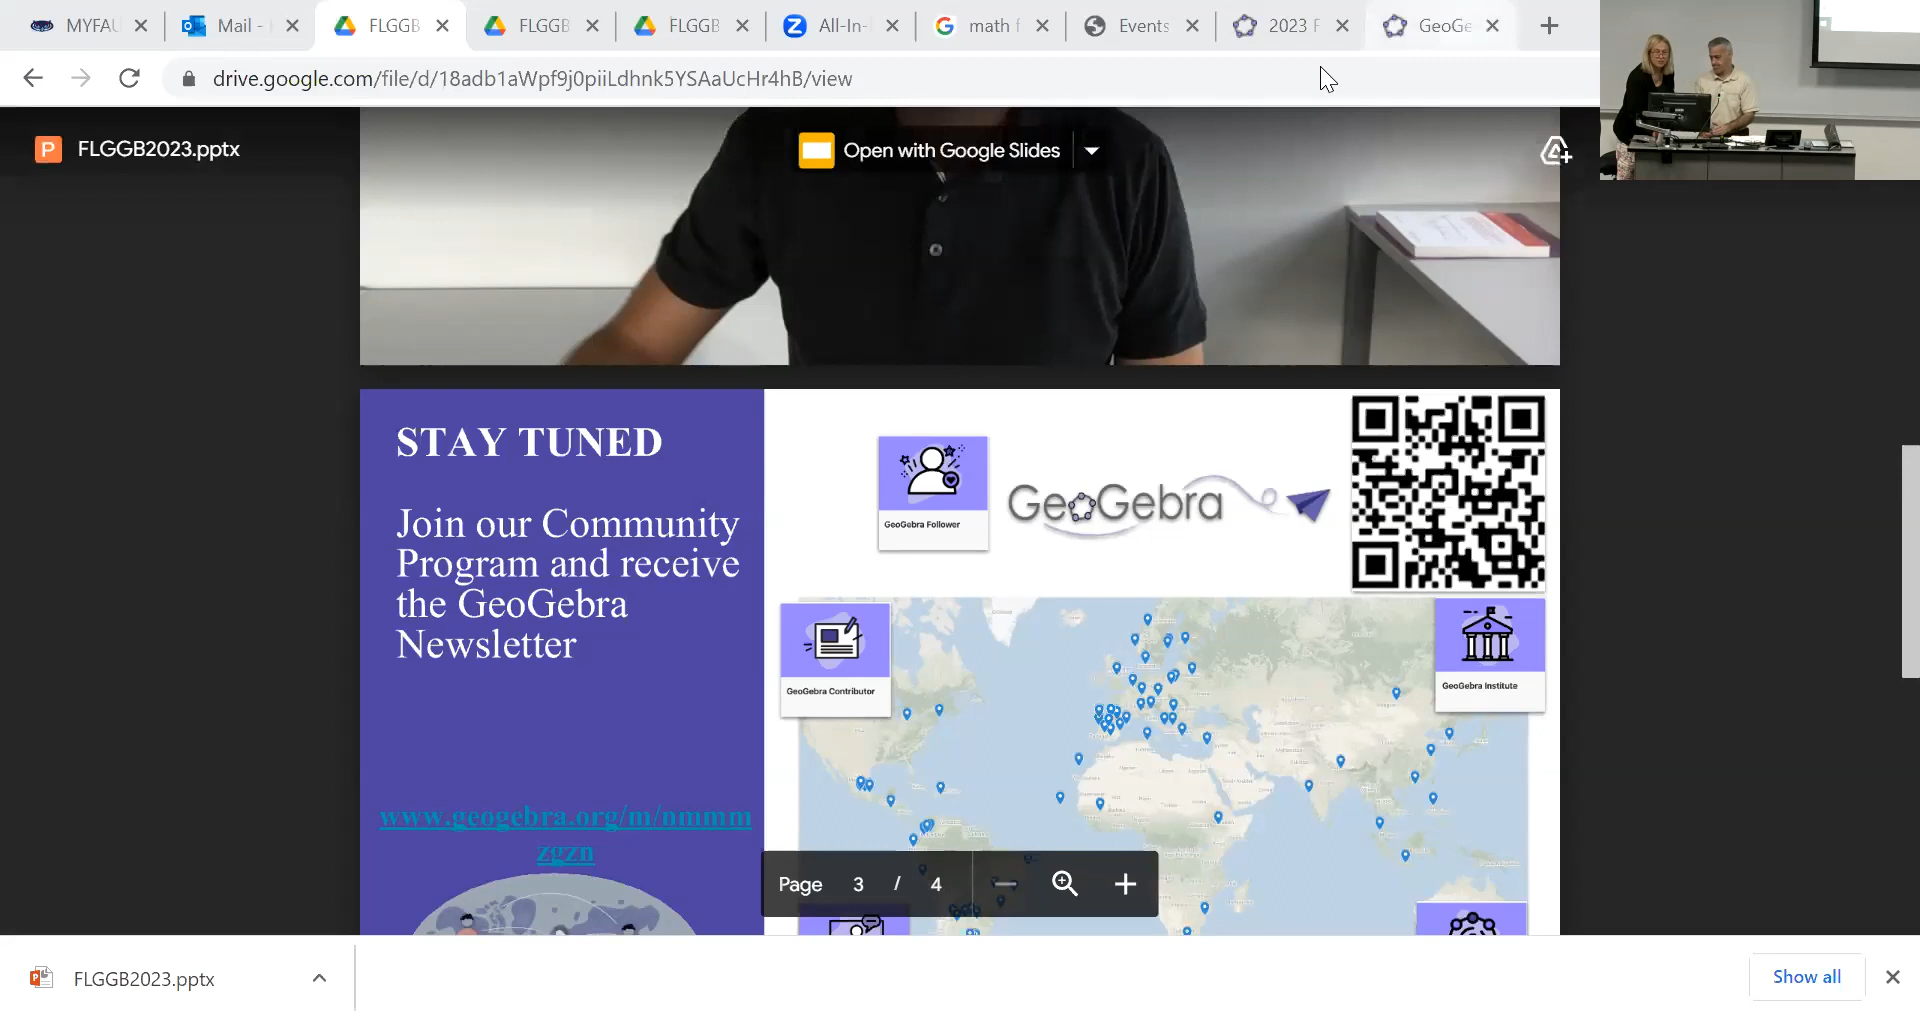 MYFAU
Mail -
FLGGB
FLGGB
FLGGB
All-In-
math f
Events
2023 F
GeoGe
drive.google.com/file/d/18adb1aWpf9j0piiLdhnk5YSAaUcHr4hB/view
FLGGB2023.pptx
Open with Google Slides
STAY TUNED
Join our Community
Program and receive
the GeoGebra
Newsletter
www.geogebra.org/m/nmmm
zgzn
GeoGebra Follower
GeoGebra
GeoGebra Contributor
GeoGebra Institute
Page 3 / 4
FLGGB2023.pptx
Show all